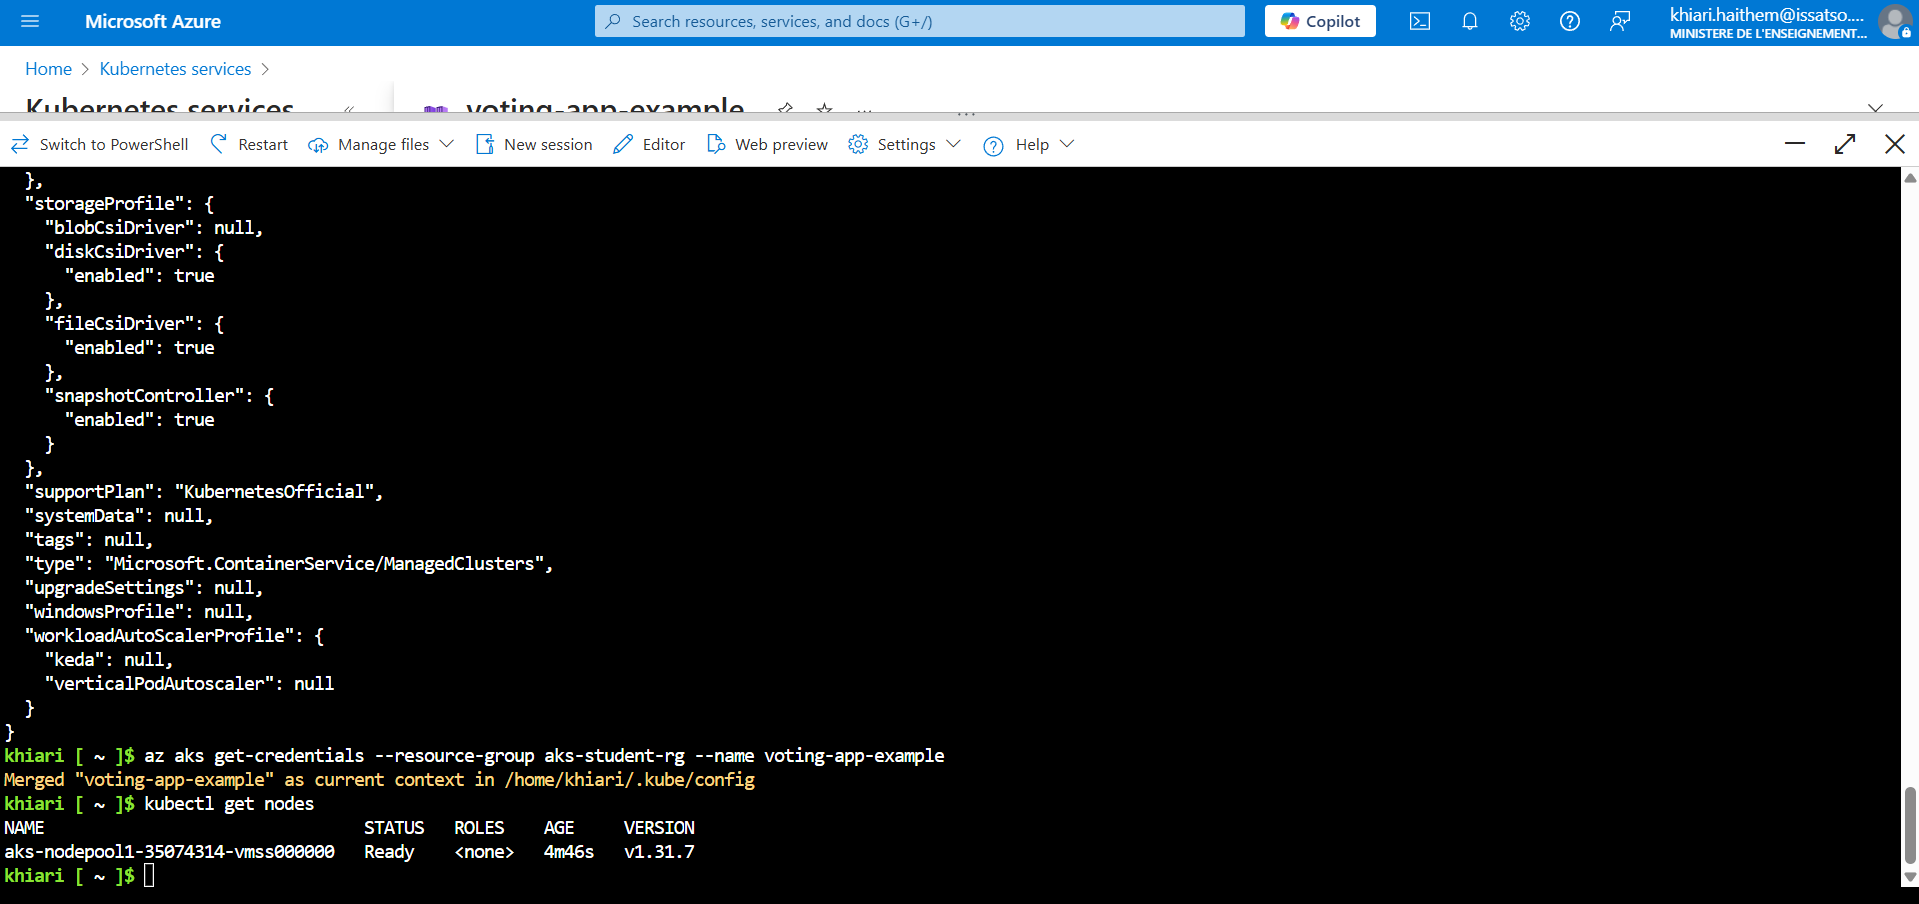 Microsoft Azure
Search resources, services, and docs (G+/)
Copilot
khiari.haithem@issatso....
MINISTERE DE L'ENSEIGNEMENT...
Home > Kubernetes services >
Kubernetes services
voting-app-example
Switch to PowerShell Restart Manage files New session Editor Web preview Settings Help
},
"storageProfile": {
"blobCsiDriver": null,
"diskCsiDriver": {
"enabled": true
},
"fileCsiDriver": {
"enabled": true
},
"snapshotController": {
"enabled": true
}
},
"supportPlan": "KubernetesOfficial",
"systemData": null,
"tags": null,
"type": "Microsoft.ContainerService/ManagedClusters",
"upgradeSettings": null,
"windowsProfile": null,
"workloadAutoScalerProfile": {
"keda": null,
"verticalPodAutoscaler": null
}
}
khiari [ ~ ]$ az aks get-credentials --resource-group aks-student-rg --name voting-app-example
Merged "voting-app-example" as current context in /home/khiari/.kube/config
khiari [ ~ ]$ kubectl get nodes
NAME STATUS ROLES AGE VERSION
aks-nodepool1-35074314-vmss000000 Ready <none> 4m46s v1.31.7
khiari [ ~ ]$